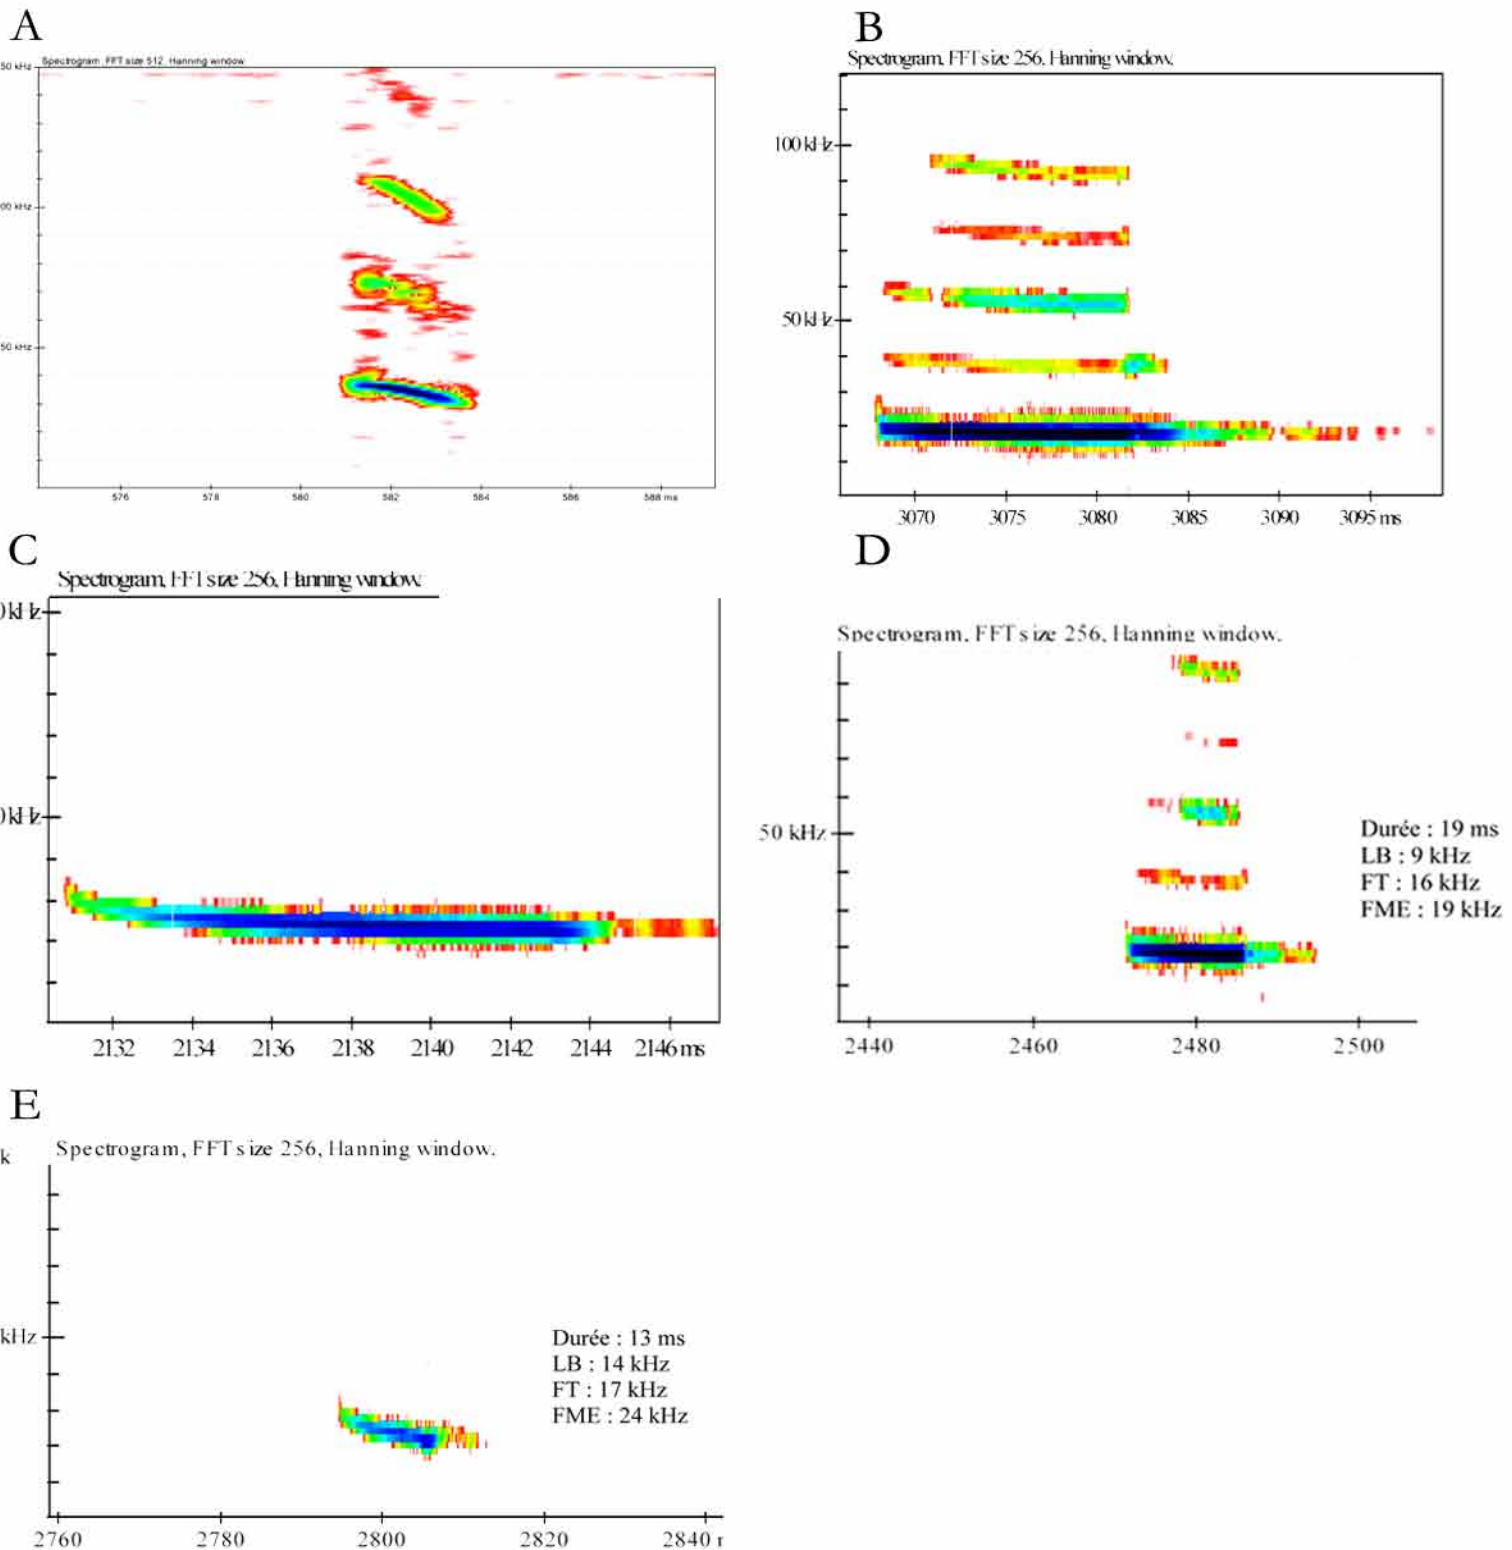 A
Spectrogram, FFT size 512, Hanning window
50 kHz
00 kHz
50 kHz
576 578 580 582 584 586 588 ms
B
Spectrogram, FFT size 256, Hanning window.
100 kHz
50 kHz
3070 3075 3080 3085 3090 3095 ms
C
Spectrogram, FFT size 256, Hanning window.
0 kHz
0 kHz
2132 2134 2136 2138 2140 2142 2144 2146 ms
D
Spectrogram, FFT size 256, Hanning window.
50 kHz
Durée : 19 ms
LB : 9 kHz
FT : 16 kHz
FME : 19 kHz
2440 2460 2480 2500
E
k
Spectrogram, FFT size 256, Hanning window.
kHz
Durée : 13 ms
LB : 14 kHz
FT : 17 kHz
FME : 24 kHz
2760 2780 2800 2820 2840